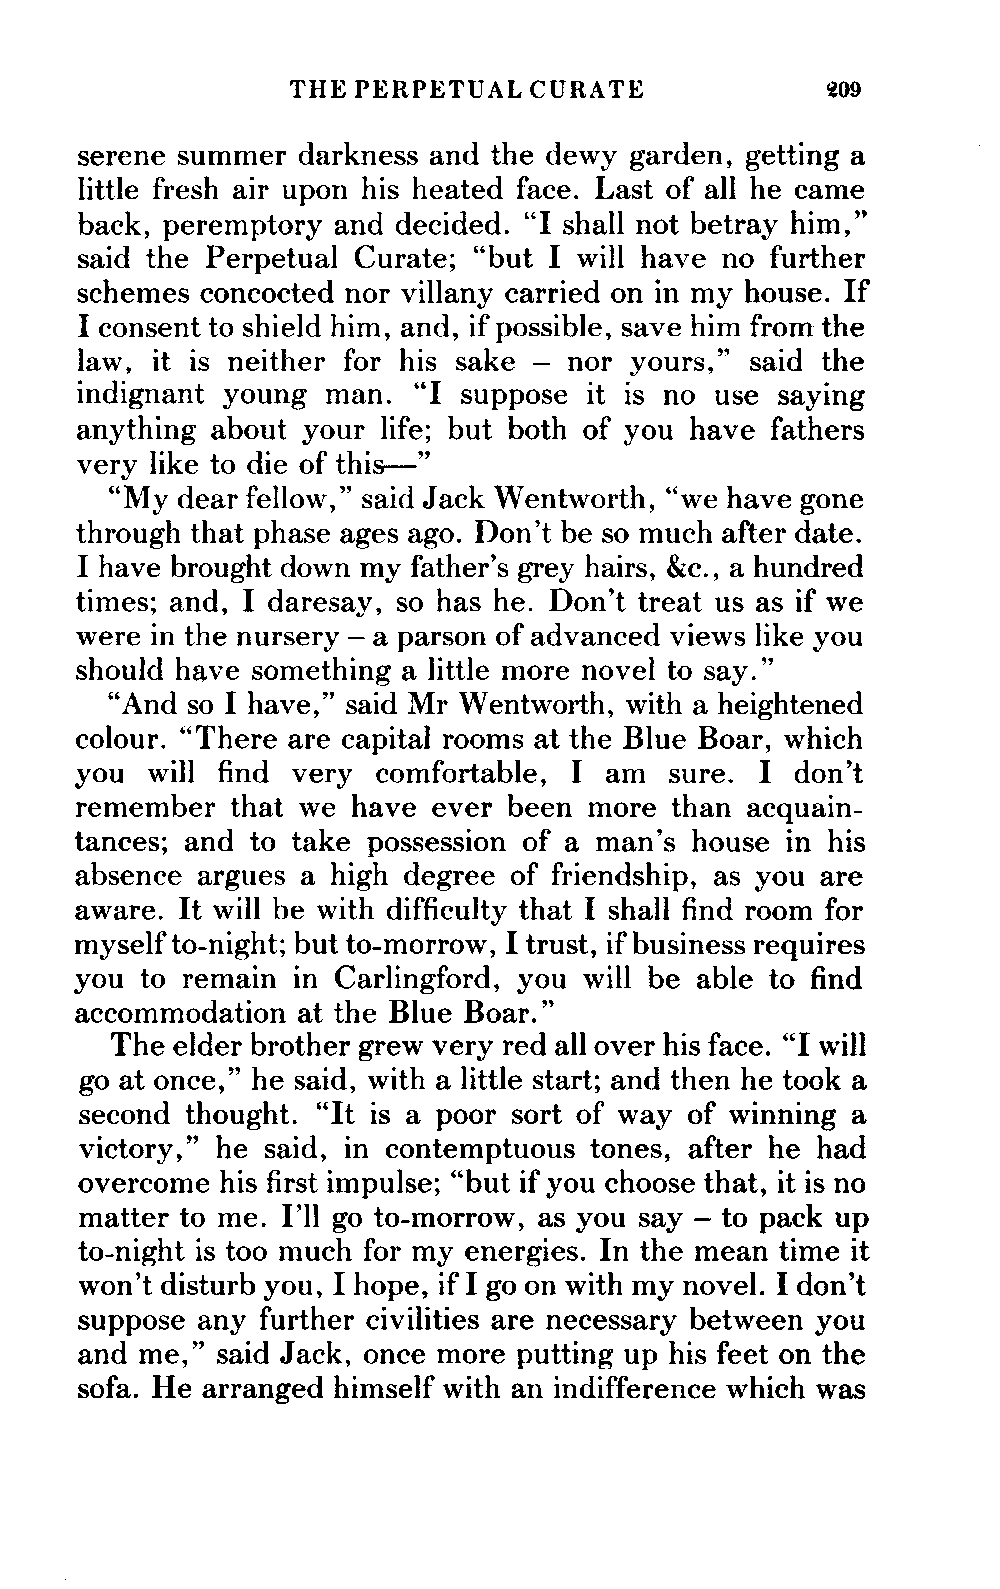 THE PERPETUAL CURATE 209
serene summer darkness and the dewy garden, getting a
little fresh air upon his heated face. Last of all he came
back, peremptory and decided. “I shall not betray him,”
said the Perpetual Curate; “but I will have no further
schemes concocted nor villany carried on in my house. If
I consent to shield him, and, if possible, save him from the
law, it is neither for his sake – nor yours,” said the
indignant young man. “I suppose it is no use saying
anything about your life; but both of you have fathers
very like to die of this—”
“My dear fellow,” said Jack Wentworth, “we have gone
through that phase ages ago. Don’t be so much after date.
I have brought down my father’s grey hairs, &c., a hundred
times; and, I daresay, so has he. Don’t treat us as if we
were in the nursery – a parson of advanced views like you
should have something a little more novel to say.”
“And so I have,” said Mr Wentworth, with a heightened
colour. “There are capital rooms at the Blue Boar, which
you will find very comfortable, I am sure. I don’t
remember that we have ever been more than acquain-
tances; and to take possession of a man’s house in his
absence argues a high degree of friendship, as you are
aware. It will be with difficulty that I shall find room for
myself to-night; but to-morrow, I trust, if business requires
you to remain in Carlingford, you will be able to find
accommodation at the Blue Boar.”
The elder brother grew very red all over his face. “I will
go at once,” he said, with a little start; and then he took a
second thought. “It is a poor sort of way of winning a
victory,” he said, in contemptuous tones, after he had
overcome his first impulse; “but if you choose that, it is no
matter to me. I’ll go to-morrow, as you say – to pack up
to-night is too much for my energies. In the mean time it
won’t disturb you, I hope, if I go on with my novel. I don’t
suppose any further civilities are necessary between you
and me,” said Jack, once more putting up his feet on the
sofa. He arranged himself with an indifference which was